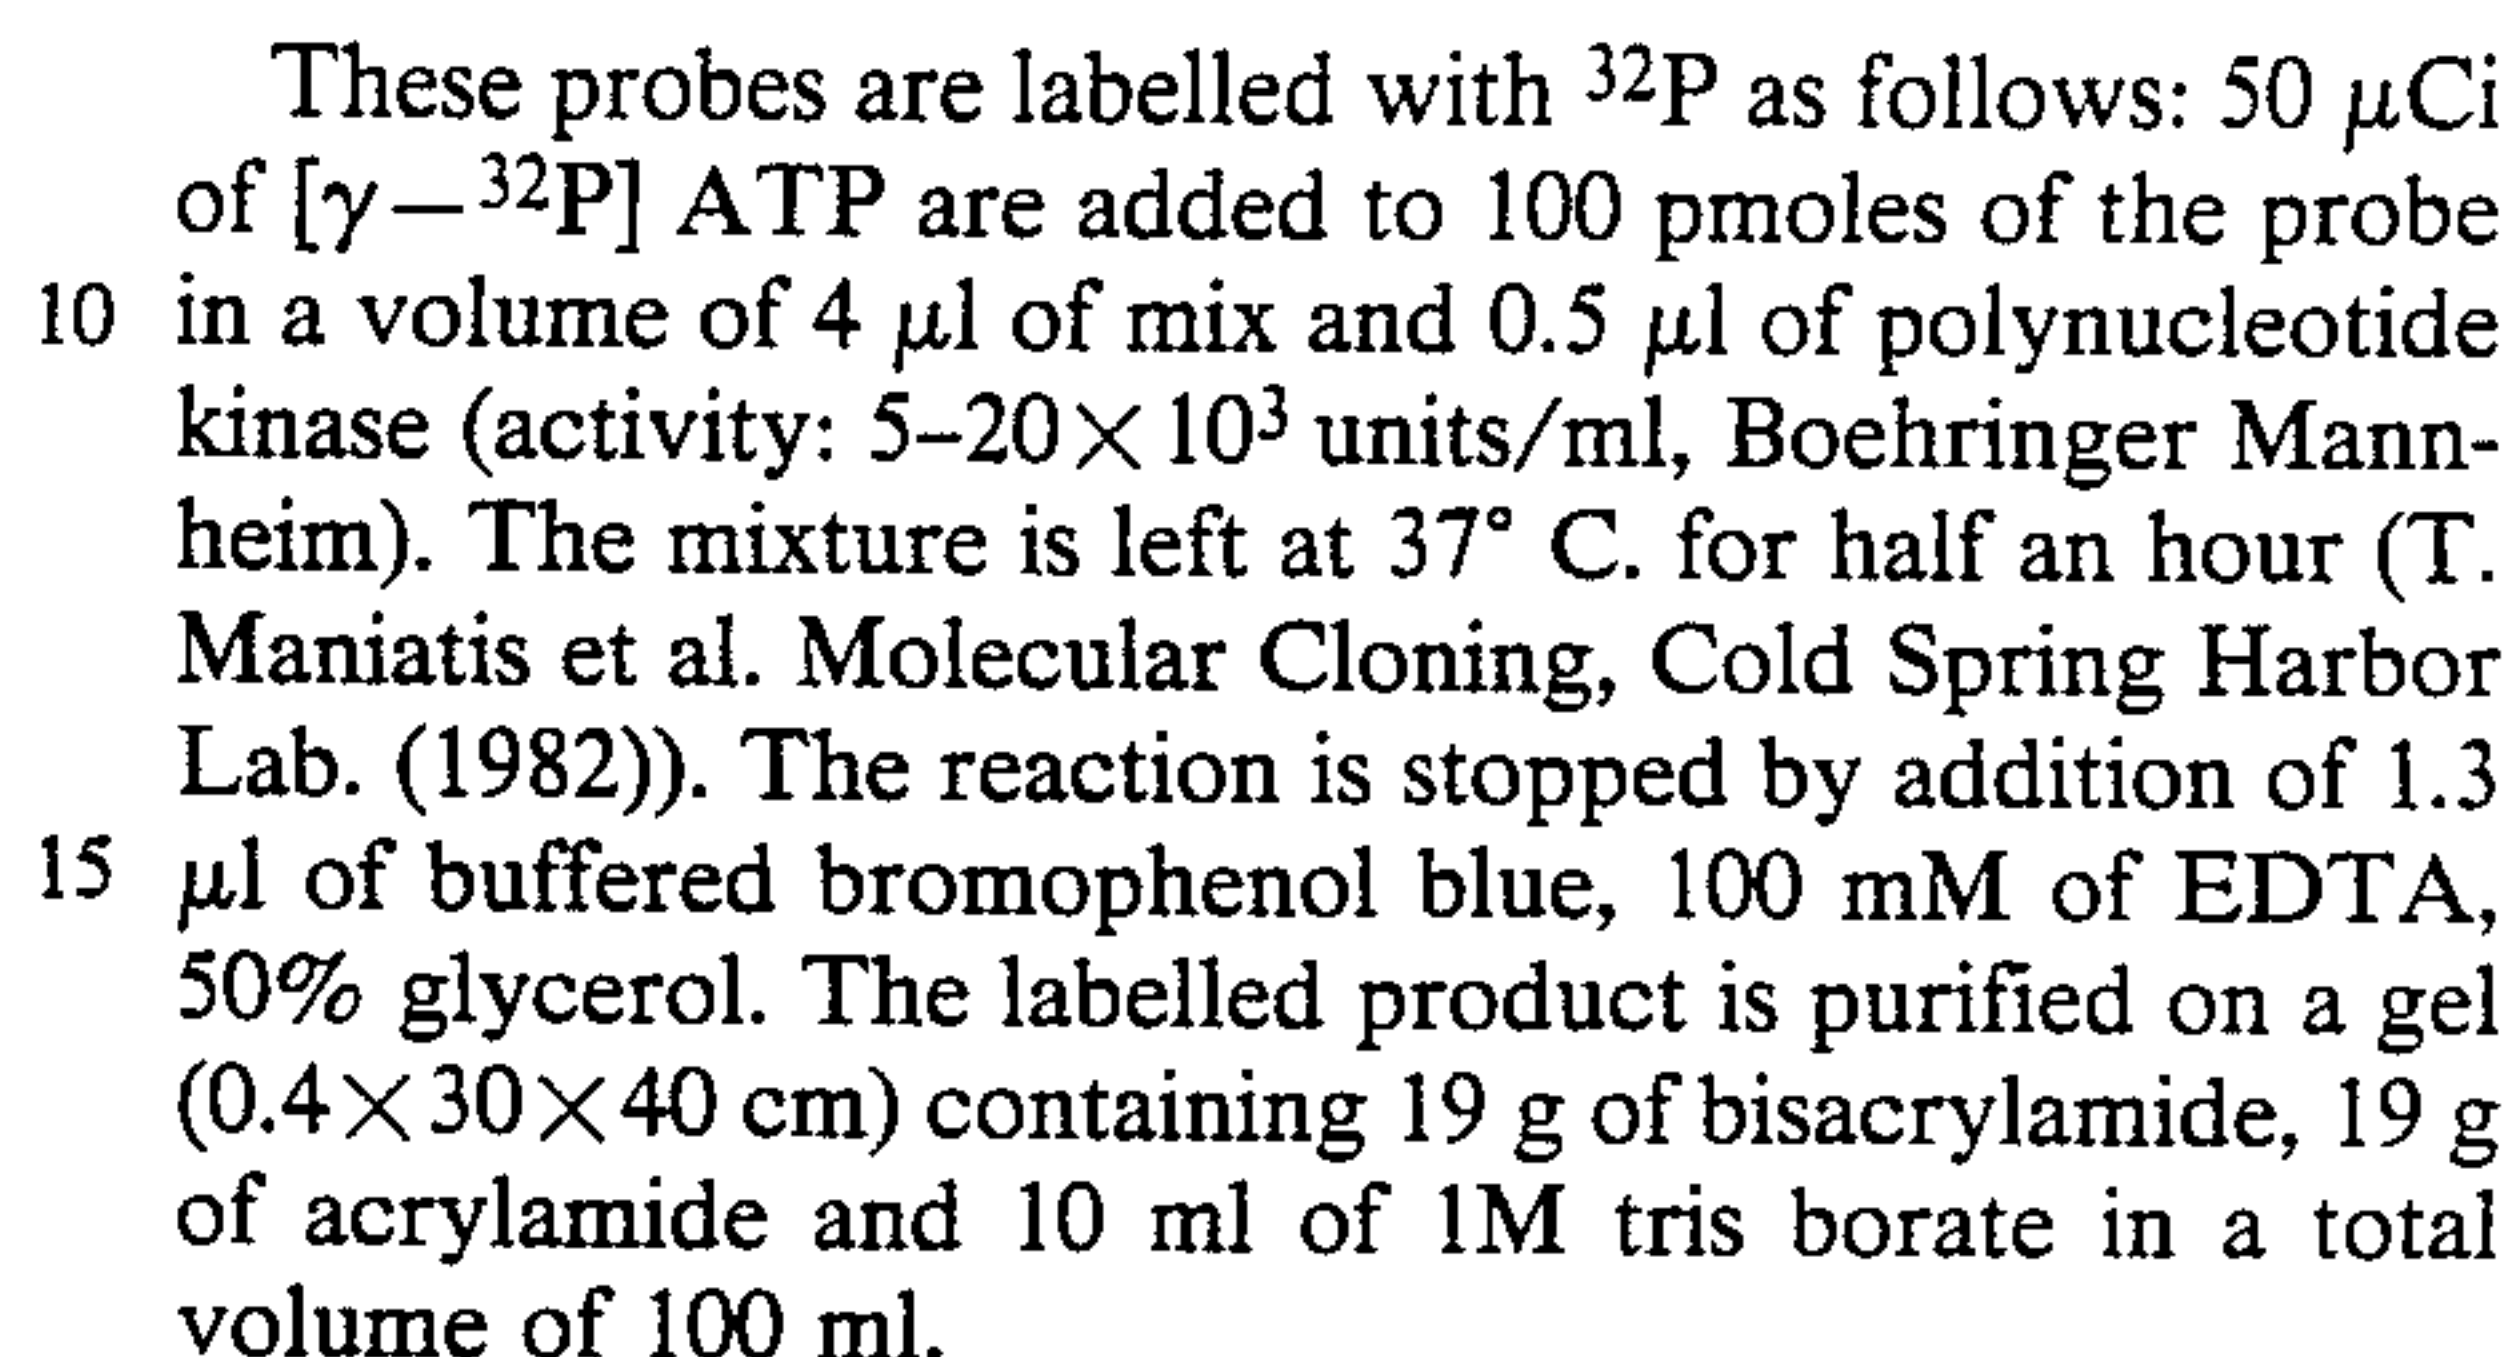 These probes are labelled with ³²P as follows: 50 μCi
of [γ—³²P] ATP are added to 100 pmoles of the probe
10 in a volume of 4 μl of mix and 0.5 μl of polynucleotide
kinase (activity: 5–20×10³ units/ml, Boehringer Mann-
heim). The mixture is left at 37° C. for half an hour (T.
Maniatis et al. Molecular Cloning, Cold Spring Harbor
Lab. (1982)). The reaction is stopped by addition of 1.3
15 μl of buffered bromophenol blue, 100 mM of EDTA,
50% glycerol. The labelled product is purified on a gel
(0.4×30×40 cm) containing 19 g of bisacrylamide, 19 g
of acrylamide and 10 ml of 1M tris borate in a total
volume of 100 ml.